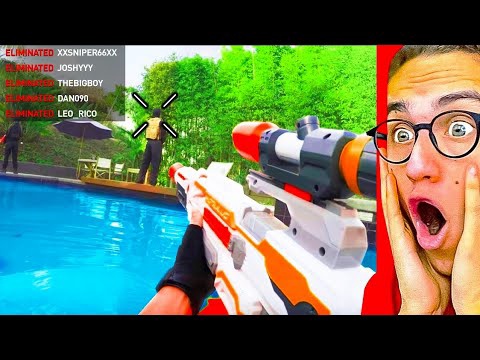 ELIMINATED XXSNIPER66XX
ELIMINATED JOSHYYY
ELIMINATED THEBIGBOY
ELIMINATED DAN090
ELIMINATED LEO_RICO